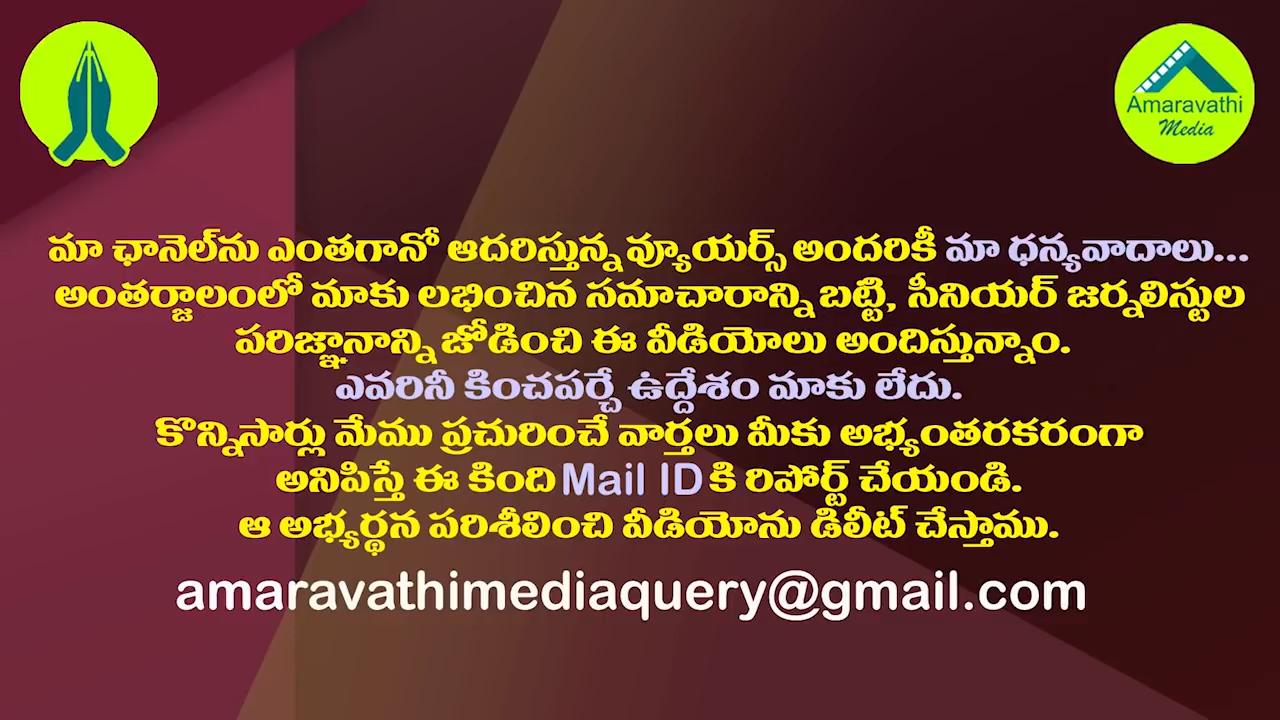 Amaravathi
Media
మా ఛానెల్‌ను ఎంతగానో ఆదరిస్తున్న వ్యూయర్స్ అందరికీ మా ధన్యవాదాలు...
అంతర్జాలంలో మాకు లభించిన సమాచారాన్ని బట్టి, సీనియర్ జర్నలిస్టుల
పరిజ్ఞానాన్ని జోడించి ఈ వీడియోలు అందిస్తున్నాం.
ఎవరినీ కించపర్చే ఉద్దేశం మాకు లేదు.
కొన్నిసార్లు మేము ప్రచురించే వార్తలు మీకు అభ్యంతరకరంగా
అనిపిస్తే ఈ కింది Mail ID కి రిపోర్ట్ చేయండి.
ఆ అభ్యర్థన పరిశీలించి వీడియోను డిలీట్ చేస్తాము.
amaravathimediaquery@gmail.com